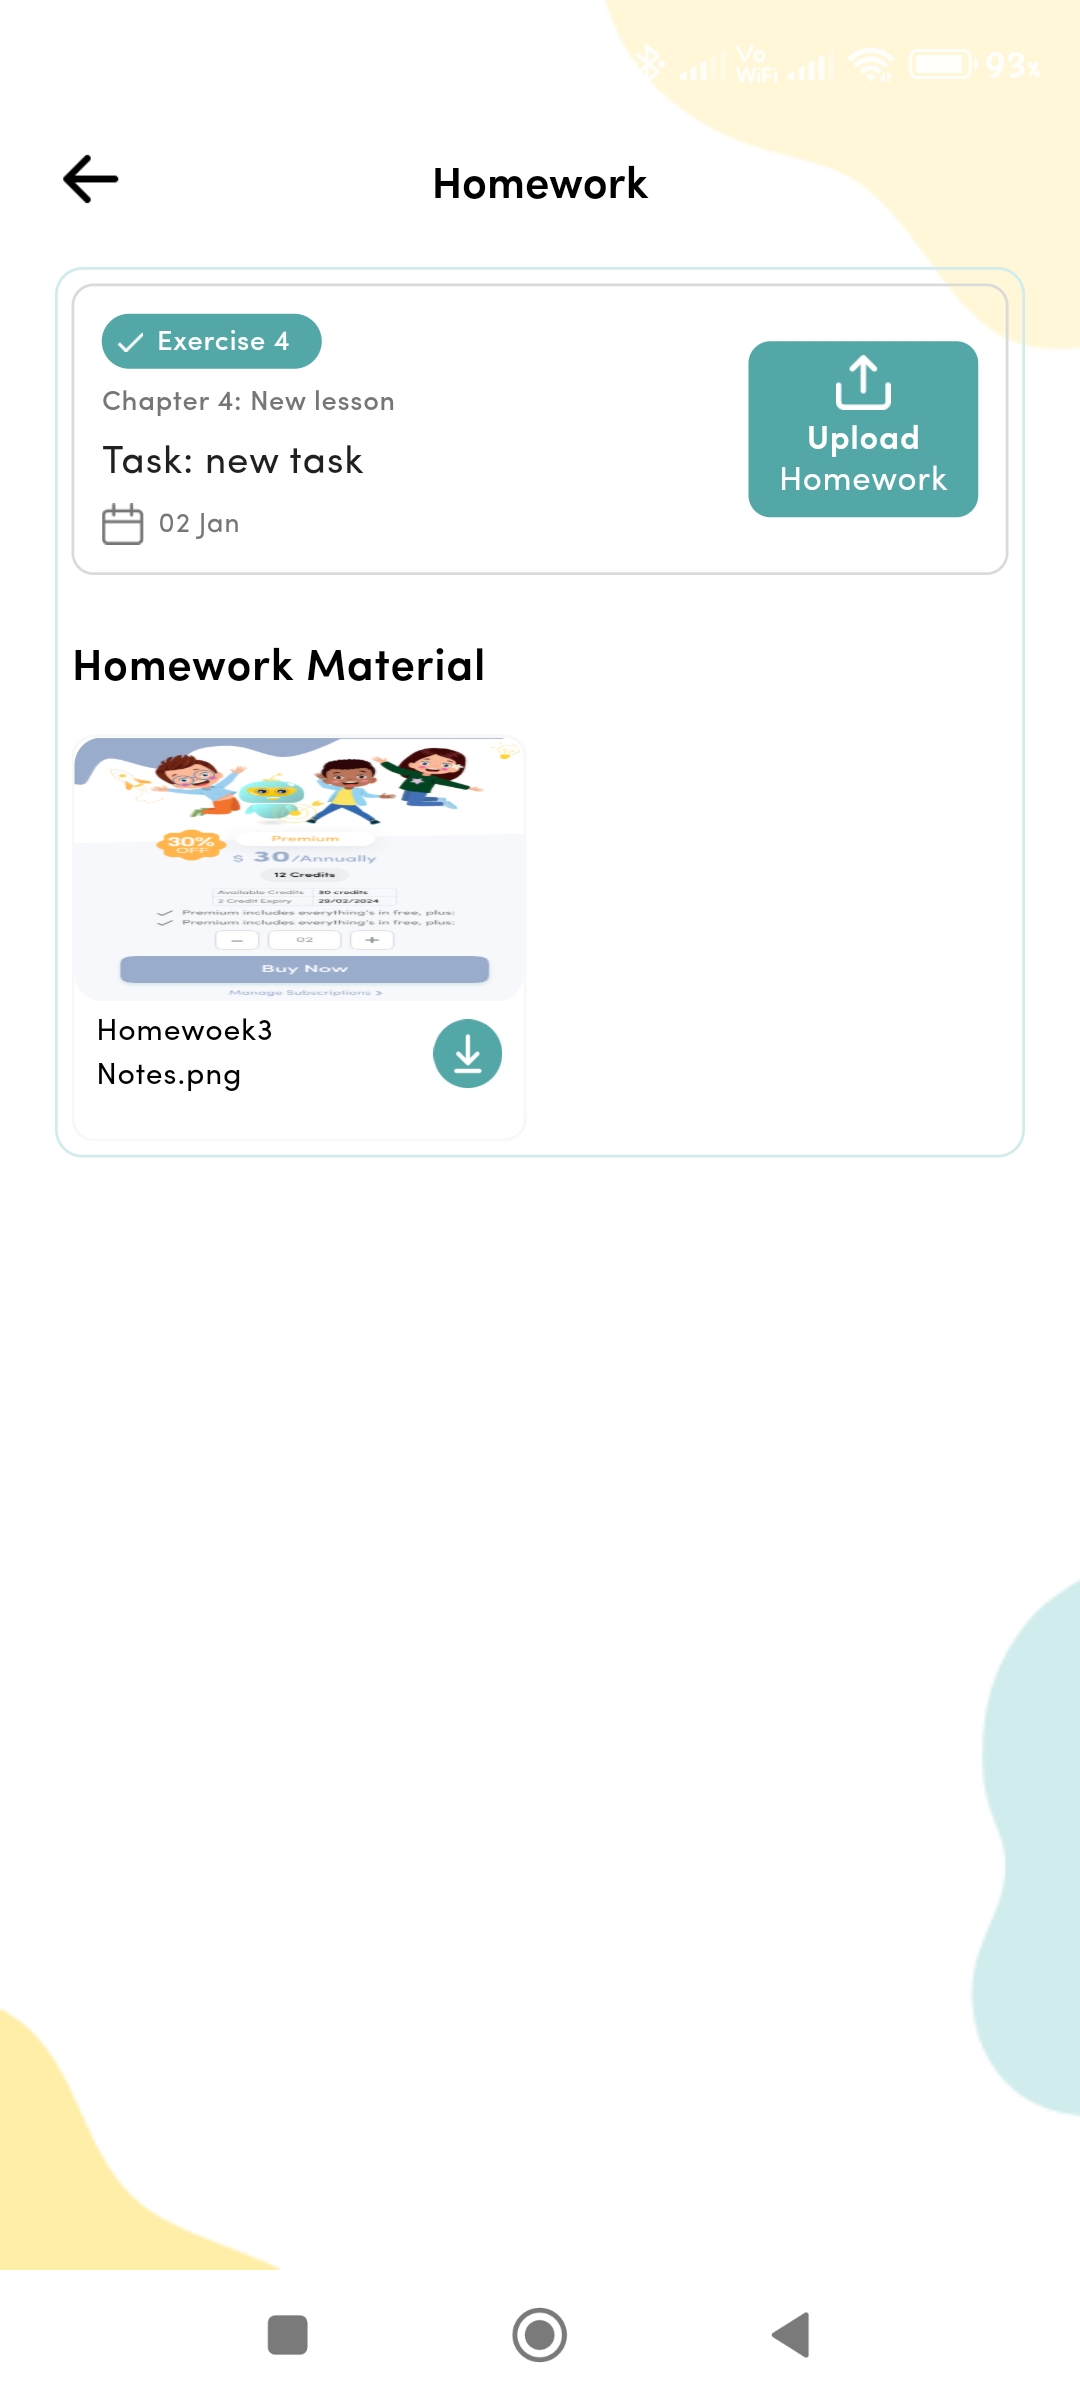 Vo
WiFi
93%
Homework
Exercise 4
Chapter 4: New lesson
Task: new task
02 Jan
Upload
Homework
Homework Material
30%
OFF
Premium
$ 30/Annually
12 Credits
Available Credits 30 credits
2 Credit Expiry 29/02/2024
Premium includes everything's in free, plus:
Premium includes everything's in free, plus:
− 02 +
Buy Now
Manage Subscriptions >
Homewoek3
Notes.png